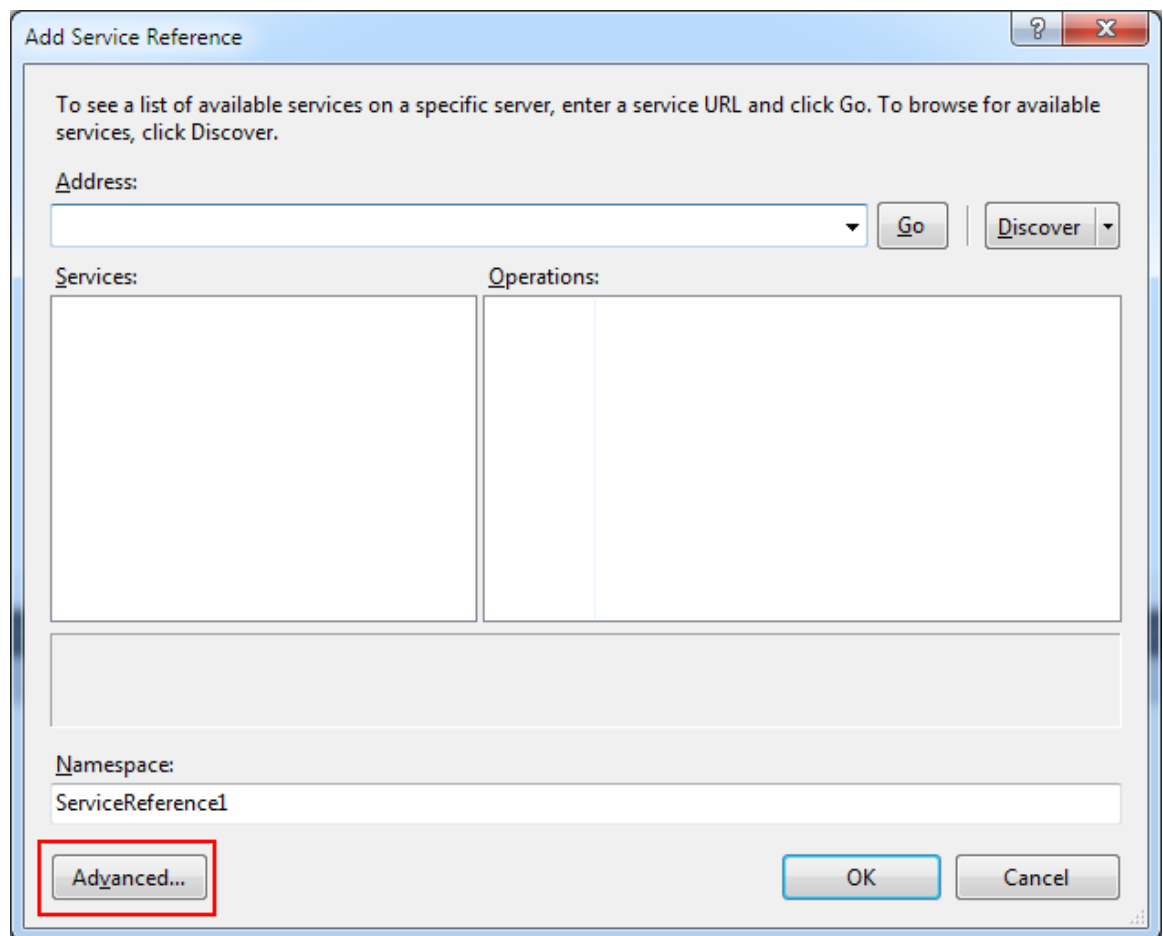 Add Service Reference
To see a list of available services on a specific server, enter a service URL and click Go. To browse for available
services, click Discover.
Address:
Go
Discover
Services:
Operations:
Namespace:
ServiceReference1
Advanced...
OK
Cancel